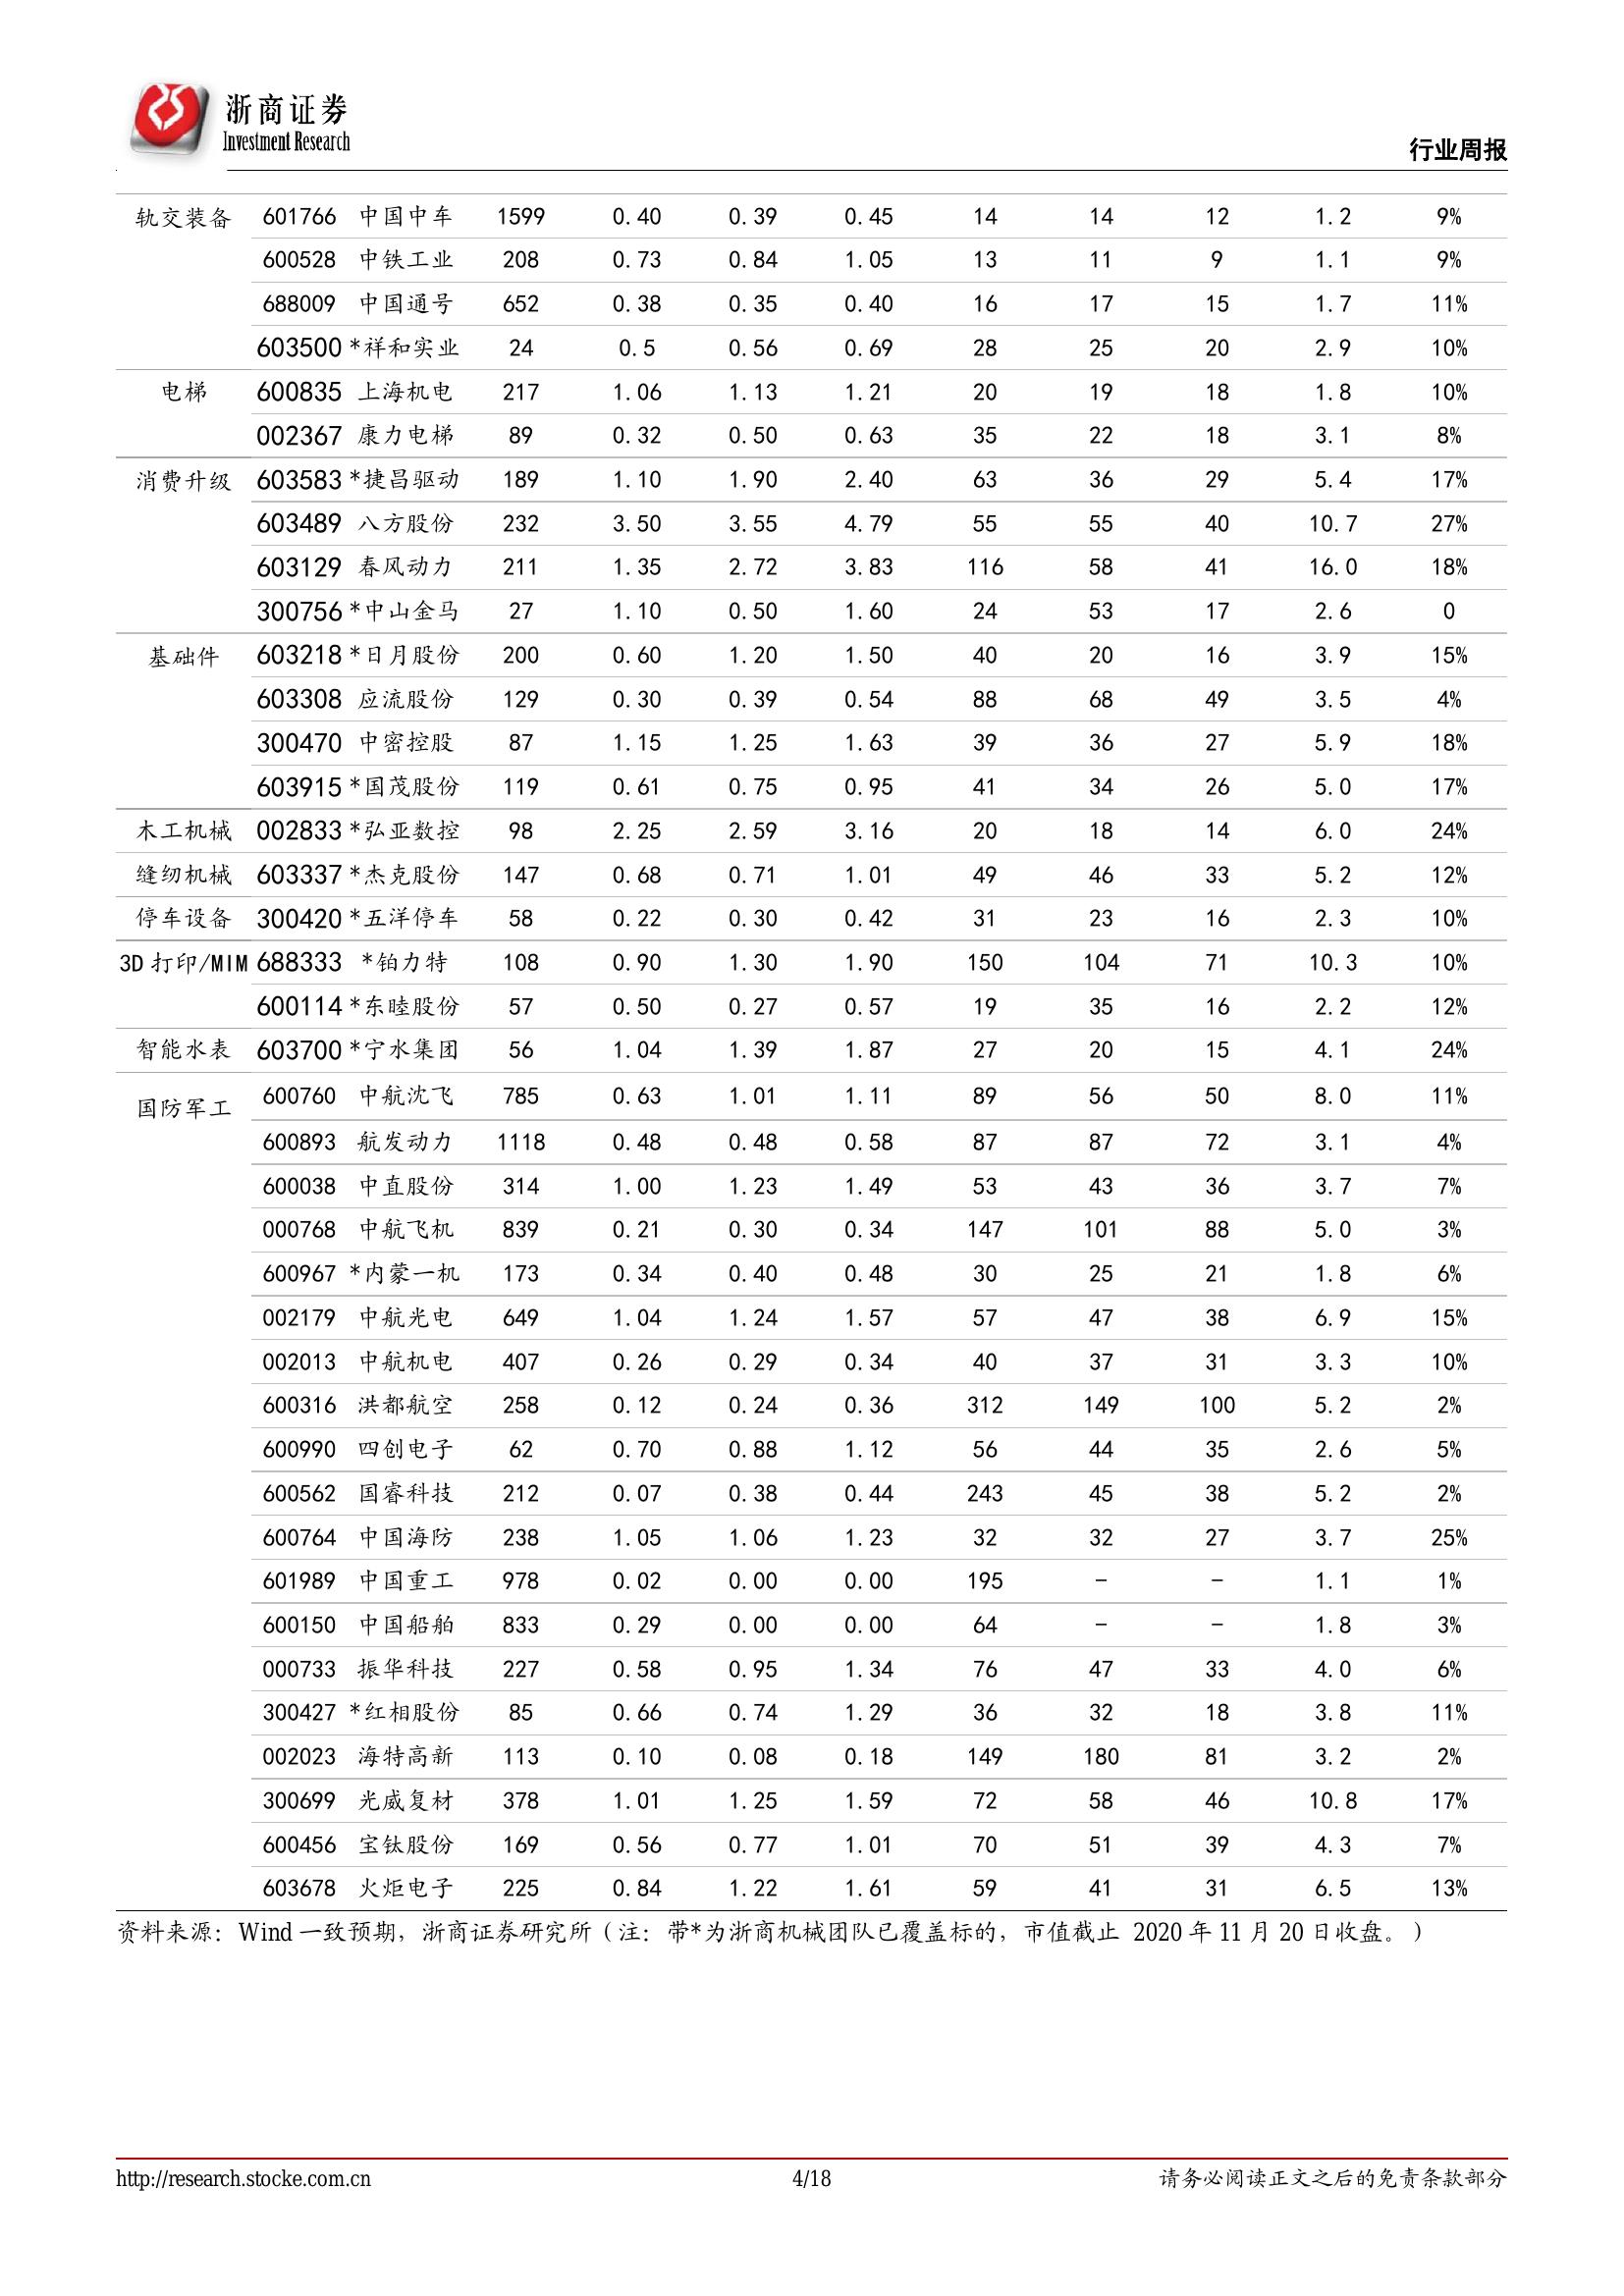 浙商证券
Investment Research
行业周报
轨交装备 601766 中国中车 1599 0.40 0.39 0.45 14 14 12 1.2 9%
600528 中铁工业 208 0.73 0.84 1.05 13 11 9 1.1 9%
688009 中国通号 652 0.38 0.35 0.40 16 17 15 1.7 11%
603500 *祥和实业 24 0.5 0.56 0.69 28 25 20 2.9 10%
电梯 600835 上海机电 217 1.06 1.13 1.21 20 19 18 1.8 10%
002367 康力电梯 89 0.32 0.50 0.63 35 22 18 3.1 8%
消费升级 603583 *捷昌驱动 189 1.10 1.90 2.40 63 36 29 5.4 17%
603489 八方股份 232 3.50 3.55 4.79 55 55 40 10.7 27%
603129 春风动力 211 1.35 2.72 3.83 116 58 41 16.0 18%
300756 *中山金马 27 1.10 0.50 1.60 24 53 17 2.6 0
基础件 603218 *日月股份 200 0.60 1.20 1.50 40 20 16 3.9 15%
603308 应流股份 129 0.30 0.39 0.54 88 68 49 3.5 4%
300470 中密控股 87 1.15 1.25 1.63 39 36 27 5.9 18%
603915 *国茂股份 119 0.61 0.75 0.95 41 34 26 5.0 17%
木工机械 002833 *弘亚数控 98 2.25 2.59 3.16 20 18 14 6.0 24%
缝纫机械 603337 *杰克股份 147 0.68 0.71 1.01 49 46 33 5.2 12%
停车设备 300420 *五洋停车 58 0.22 0.30 0.42 31 23 16 2.3 10%
3D 打印/MIM 688333 *铂力特 108 0.90 1.30 1.90 150 104 71 10.3 10%
600114 *东睦股份 57 0.50 0.27 0.57 19 35 16 2.2 12%
智能水表 603700 *宁水集团 56 1.04 1.39 1.87 27 20 15 4.1 24%
国防军工 600760 中航沈飞 785 0.63 1.01 1.11 89 56 50 8.0 11%
600893 航发动力 1118 0.48 0.48 0.58 87 87 72 3.1 4%
600038 中直股份 314 1.00 1.23 1.49 53 43 36 3.7 7%
000768 中航飞机 839 0.21 0.30 0.34 147 101 88 5.0 3%
600967 *内蒙一机 173 0.34 0.40 0.48 30 25 21 1.8 6%
002179 中航光电 649 1.04 1.24 1.57 57 47 38 6.9 15%
002013 中航机电 407 0.26 0.29 0.34 40 37 31 3.3 10%
600316 洪都航空 258 0.12 0.24 0.36 312 149 100 5.2 2%
600990 四创电子 62 0.70 0.88 1.12 56 44 35 2.6 5%
600562 国睿科技 212 0.07 0.38 0.44 243 45 38 5.2 2%
600764 中国海防 238 1.05 1.06 1.23 32 32 27 3.7 25%
601989 中国重工 978 0.02 0.00 0.00 195 - - 1.1 1%
600150 中国船舶 833 0.29 0.00 0.00 64 - - 1.8 3%
000733 振华科技 227 0.58 0.95 1.34 76 47 33 4.0 6%
300427 *红相股份 85 0.66 0.74 1.29 36 32 18 3.8 11%
002023 海特高新 113 0.10 0.08 0.18 149 180 81 3.2 2%
300699 光威复材 378 1.01 1.25 1.59 72 58 46 10.8 17%
600456 宝钛股份 169 0.56 0.77 1.01 70 51 39 4.3 7%
603678 火炬电子 225 0.84 1.22 1.61 59 41 31 6.5 13%
资料来源：Wind 一致预期，浙商证券研究所（注：带*为浙商机械团队已覆盖标的，市值截止 2020 年 11 月 20 日收盘。）
http://research.stocke.com.cn 4/18 请务必阅读正文之后的免责条款部分